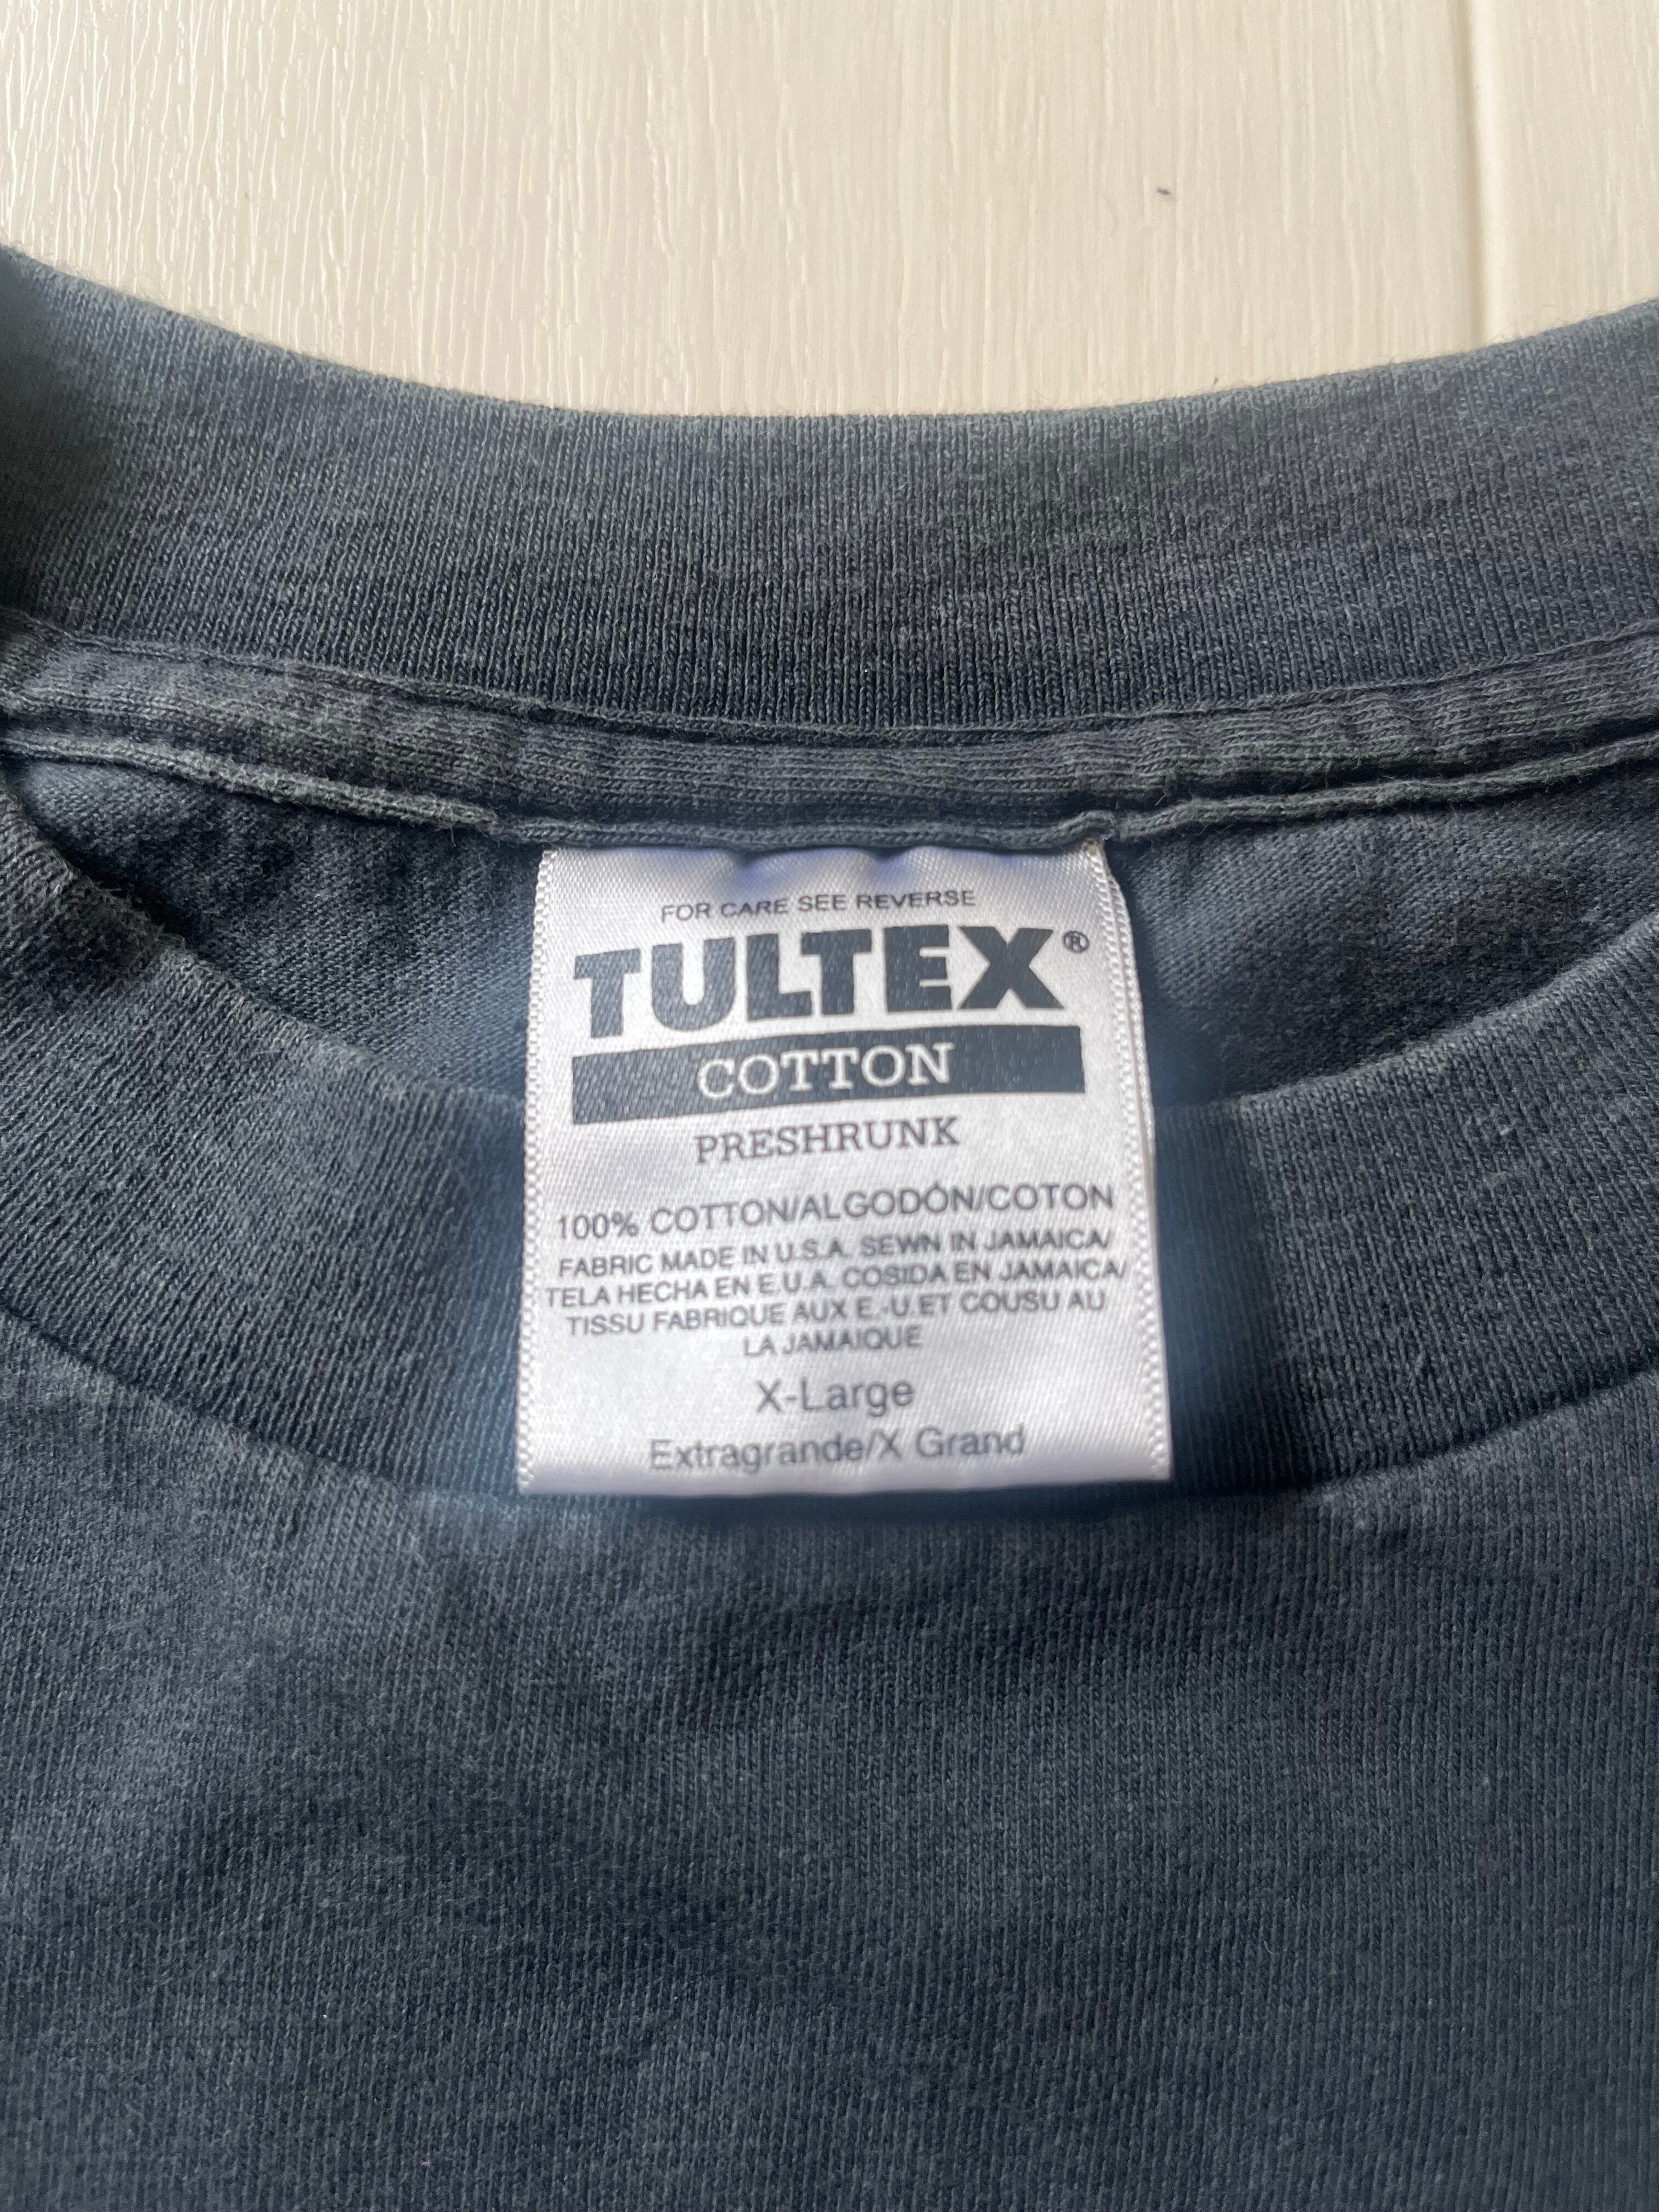 FOR CARE SEE REVERSE
TULTEX®
COTTON
PRESHRUNK
100% COTTON/ALGODÓN/COTON
FABRIC MADE IN U.S.A. SEWN IN JAMAICA/
TELA HECHA EN E.U.A. COSIDA EN JAMAICA/
TISSU FABRIQUE AUX E.-U.ET COUSU AU
LA JAMAIQUE
X-Large
Extragrande/X Grand